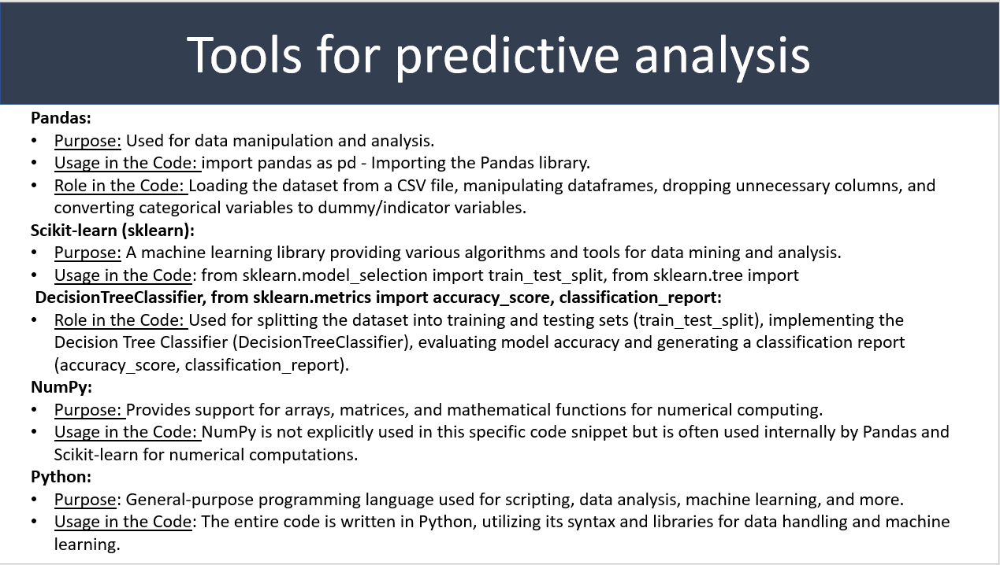 Tools for predictive analysis
Pandas:
• Purpose: Used for data manipulation and analysis.
• Usage in the Code: import pandas as pd - Importing the Pandas library.
• Role in the Code: Loading the dataset from a CSV file, manipulating dataframes, dropping unnecessary columns, and
converting categorical variables to dummy/indicator variables.
Scikit-learn (sklearn):
• Purpose: A machine learning library providing various algorithms and tools for data mining and analysis.
• Usage in the Code: from sklearn.model_selection import train_test_split, from sklearn.tree import
DecisionTreeClassifier, from sklearn.metrics import accuracy_score, classification_report:
• Role in the Code: Used for splitting the dataset into training and testing sets (train_test_split), implementing the
Decision Tree Classifier (DecisionTreeClassifier), evaluating model accuracy and generating a classification report
(accuracy_score, classification_report).
NumPy:
• Purpose: Provides support for arrays, matrices, and mathematical functions for numerical computing.
• Usage in the Code: NumPy is not explicitly used in this specific code snippet but is often used internally by Pandas and
Scikit-learn for numerical computations.
Python:
• Purpose: General-purpose programming language used for scripting, data analysis, machine learning, and more.
• Usage in the Code: The entire code is written in Python, utilizing its syntax and libraries for data handling and machine
learning.